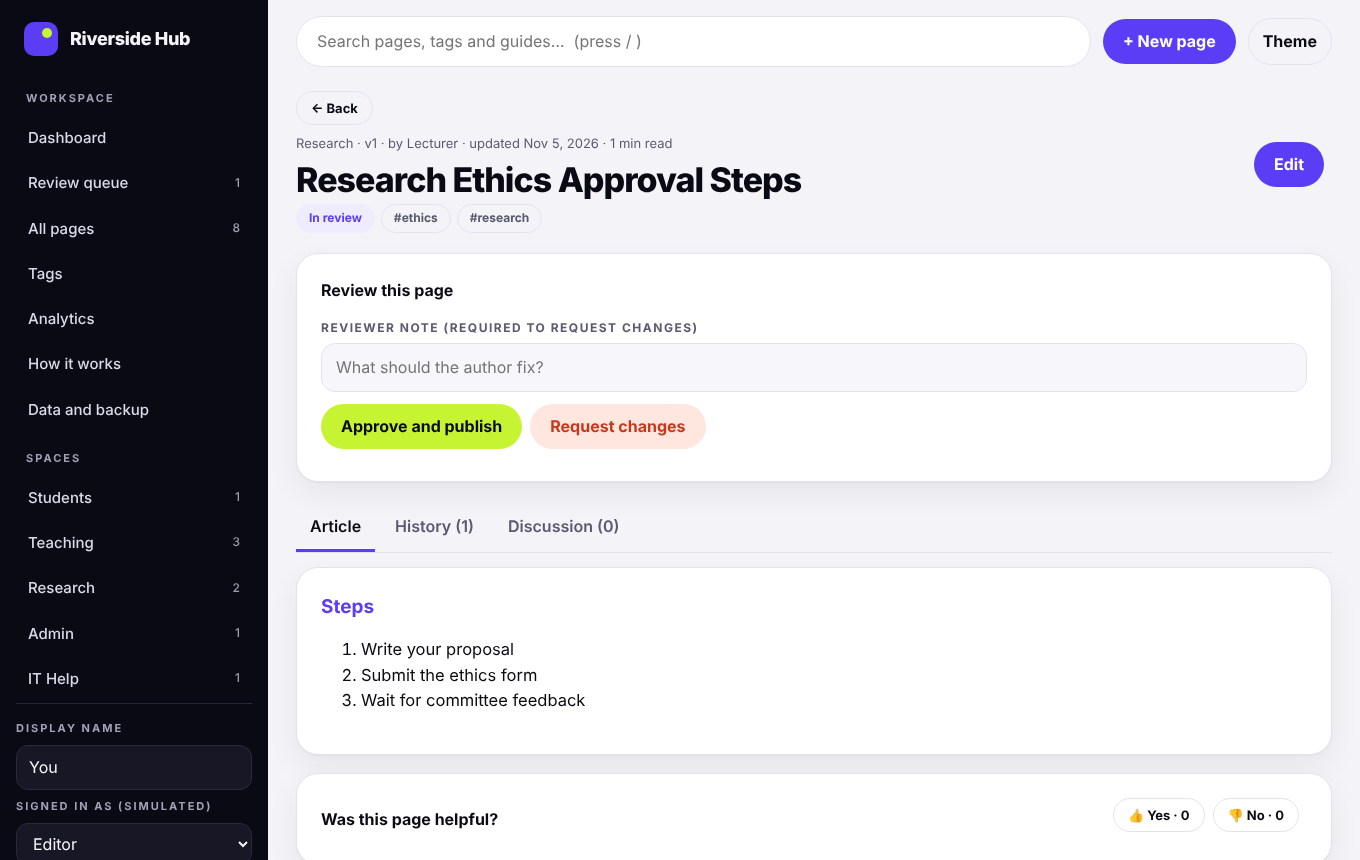 Riverside Hub
WORKSPACE
Dashboard
Review queue 1
All pages 8
Tags
Analytics
How it works
Data and backup
SPACES
Students 1
Teaching 3
Research 2
Admin 1
IT Help 1
DISPLAY NAME
You
SIGNED IN AS (SIMULATED)
Editor
Search pages, tags and guides... (press / )
+ New page
Theme
← Back
Research · v1 · by Lecturer · updated Nov 5, 2026 · 1 min read
Research Ethics Approval Steps
Edit
In review #ethics #research
Review this page
REVIEWER NOTE (REQUIRED TO REQUEST CHANGES)
What should the author fix?
Approve and publish Request changes
Article History (1) Discussion (0)
Steps
1. Write your proposal
2. Submit the ethics form
3. Wait for committee feedback
Was this page helpful?
👍 Yes · 0 👎 No · 0